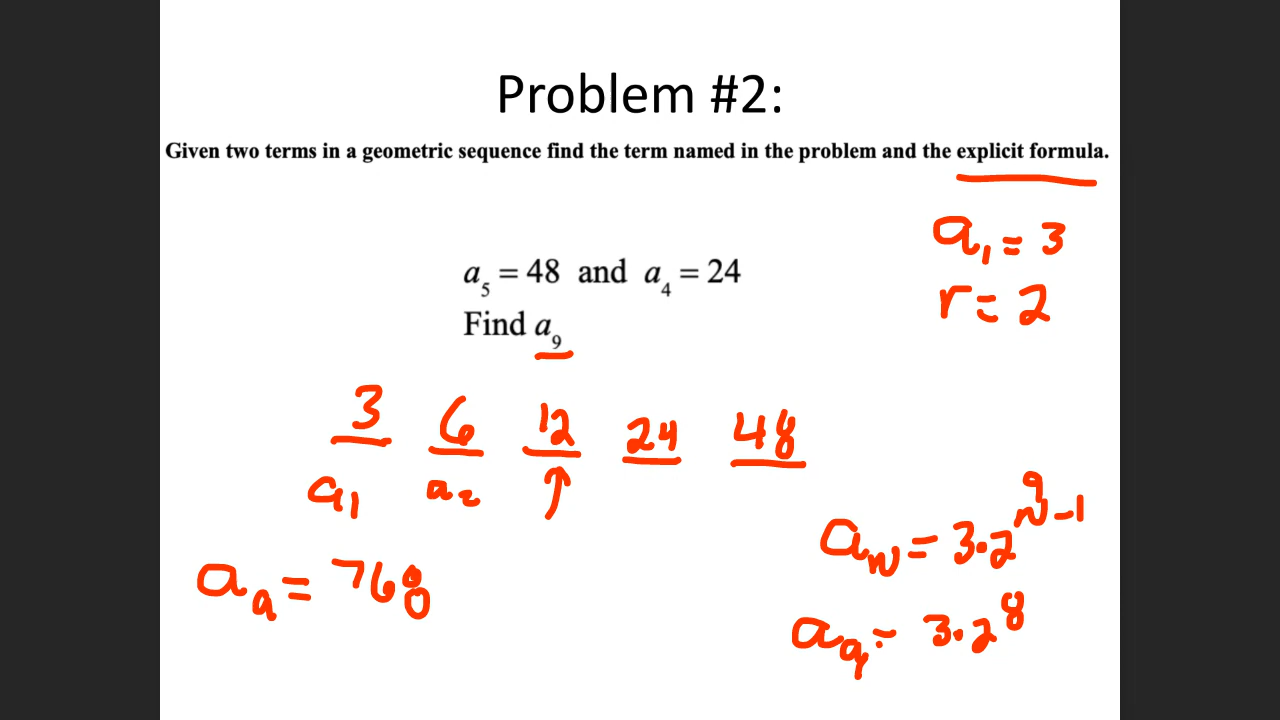 Problem #2:
Given two terms in a geometric sequence find the term named in the problem and the explicit formula.
a₁ = 3
r = 2
a₅ = 48 and a₄ = 24
Find a₉
3 6 12 24 48
a₁ a₂ ↑
9
aₙ = 3·2ⁿ⁻¹
a₉ = 768
a₉ = 3·2⁸